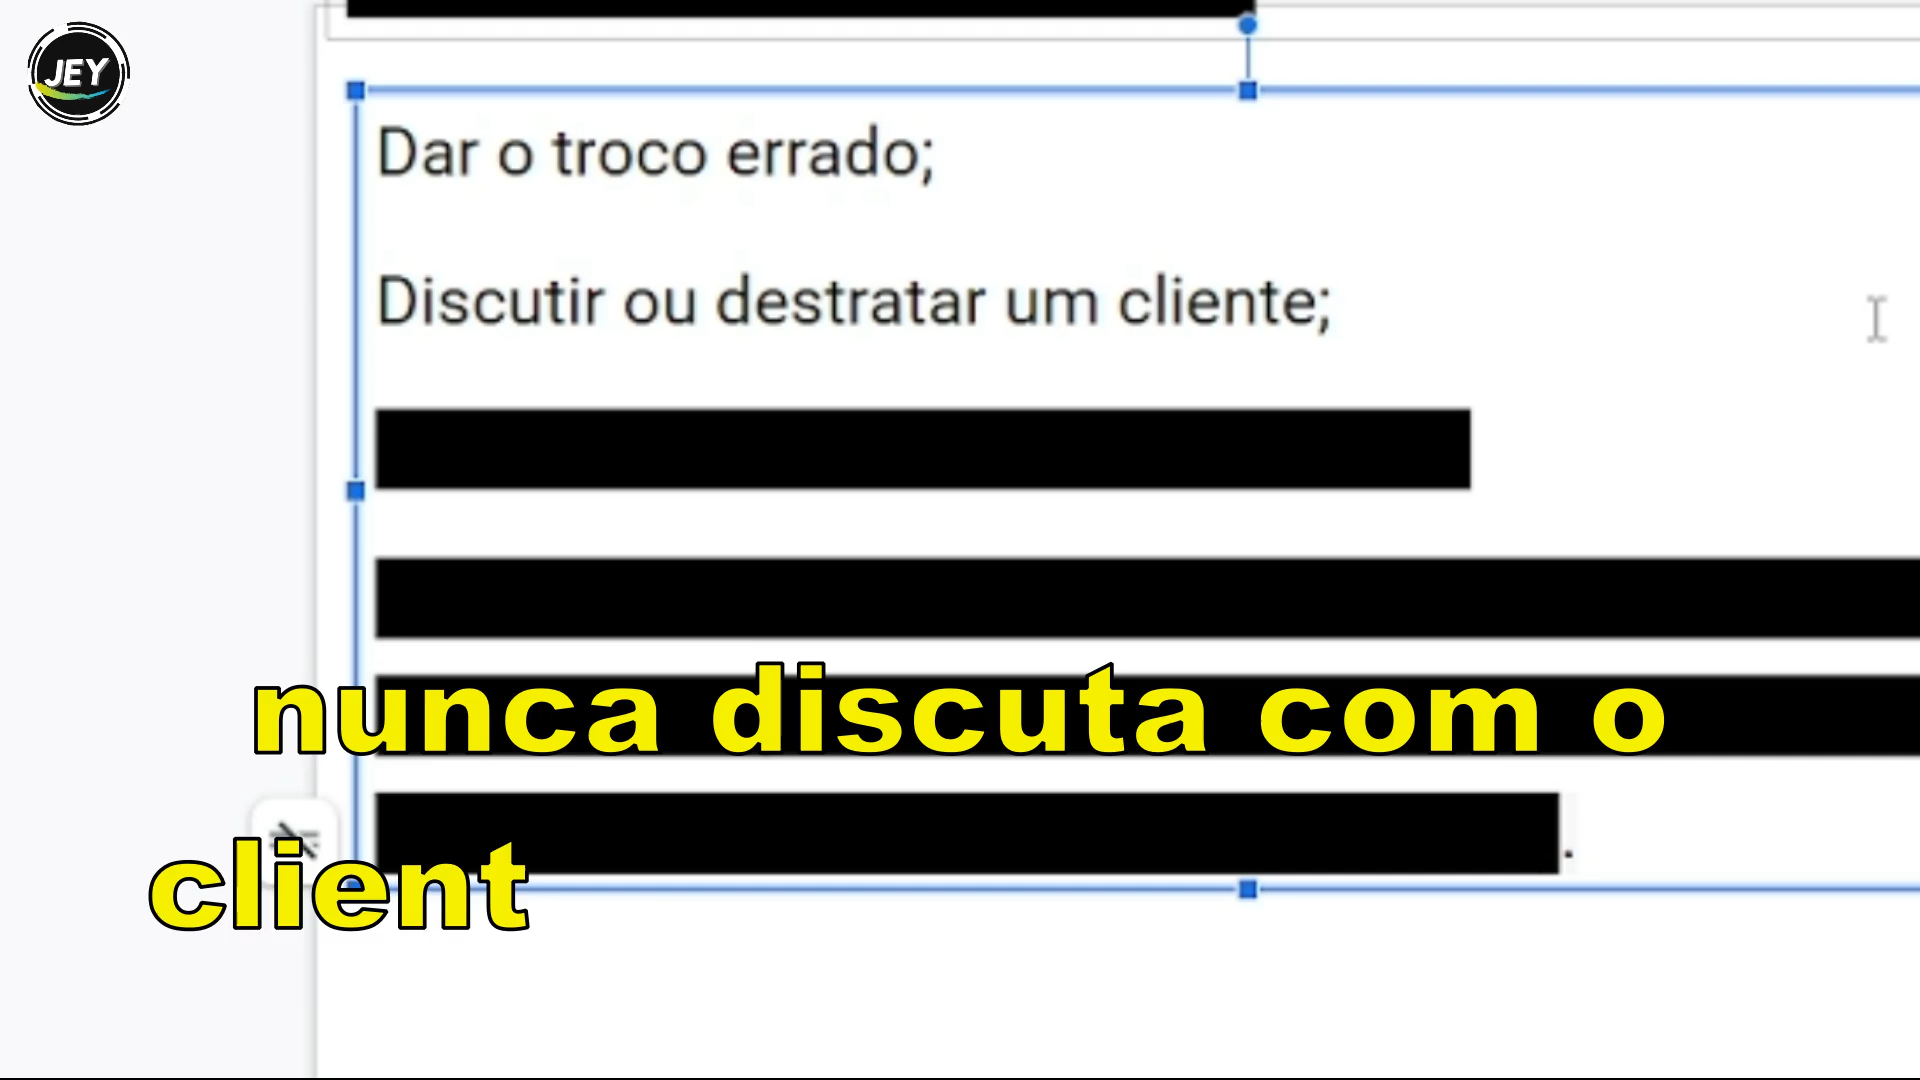 JEY
Dar o troco errado;
Discutir ou destratar um cliente;
nunca discuta com o
.
client